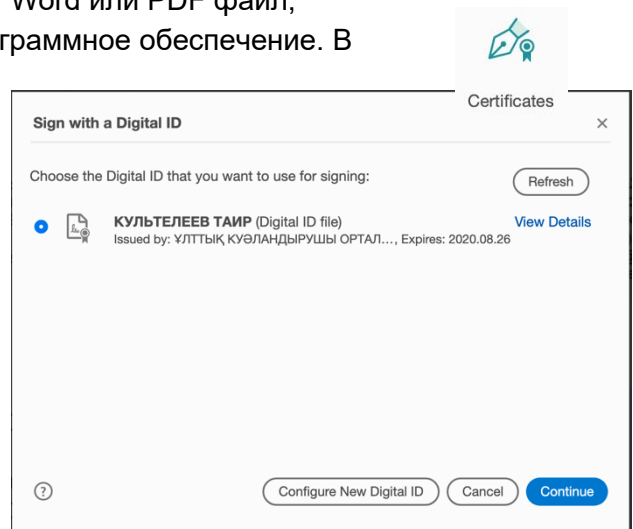 Word или PDF файл,
граммное обеспечение. В
Certificates
Sign with a Digital ID
Choose the Digital ID that you want to use for signing:
Refresh
КУЛЬТЕЛЕЕВ ТАИР (Digital ID file)
View Details
Issued by: ҰЛТТЫҚ КУӘЛАНДЫРУШЫ ОРТАЛ..., Expires: 2020.08.26
?
Configure New Digital ID
Cancel
Continue